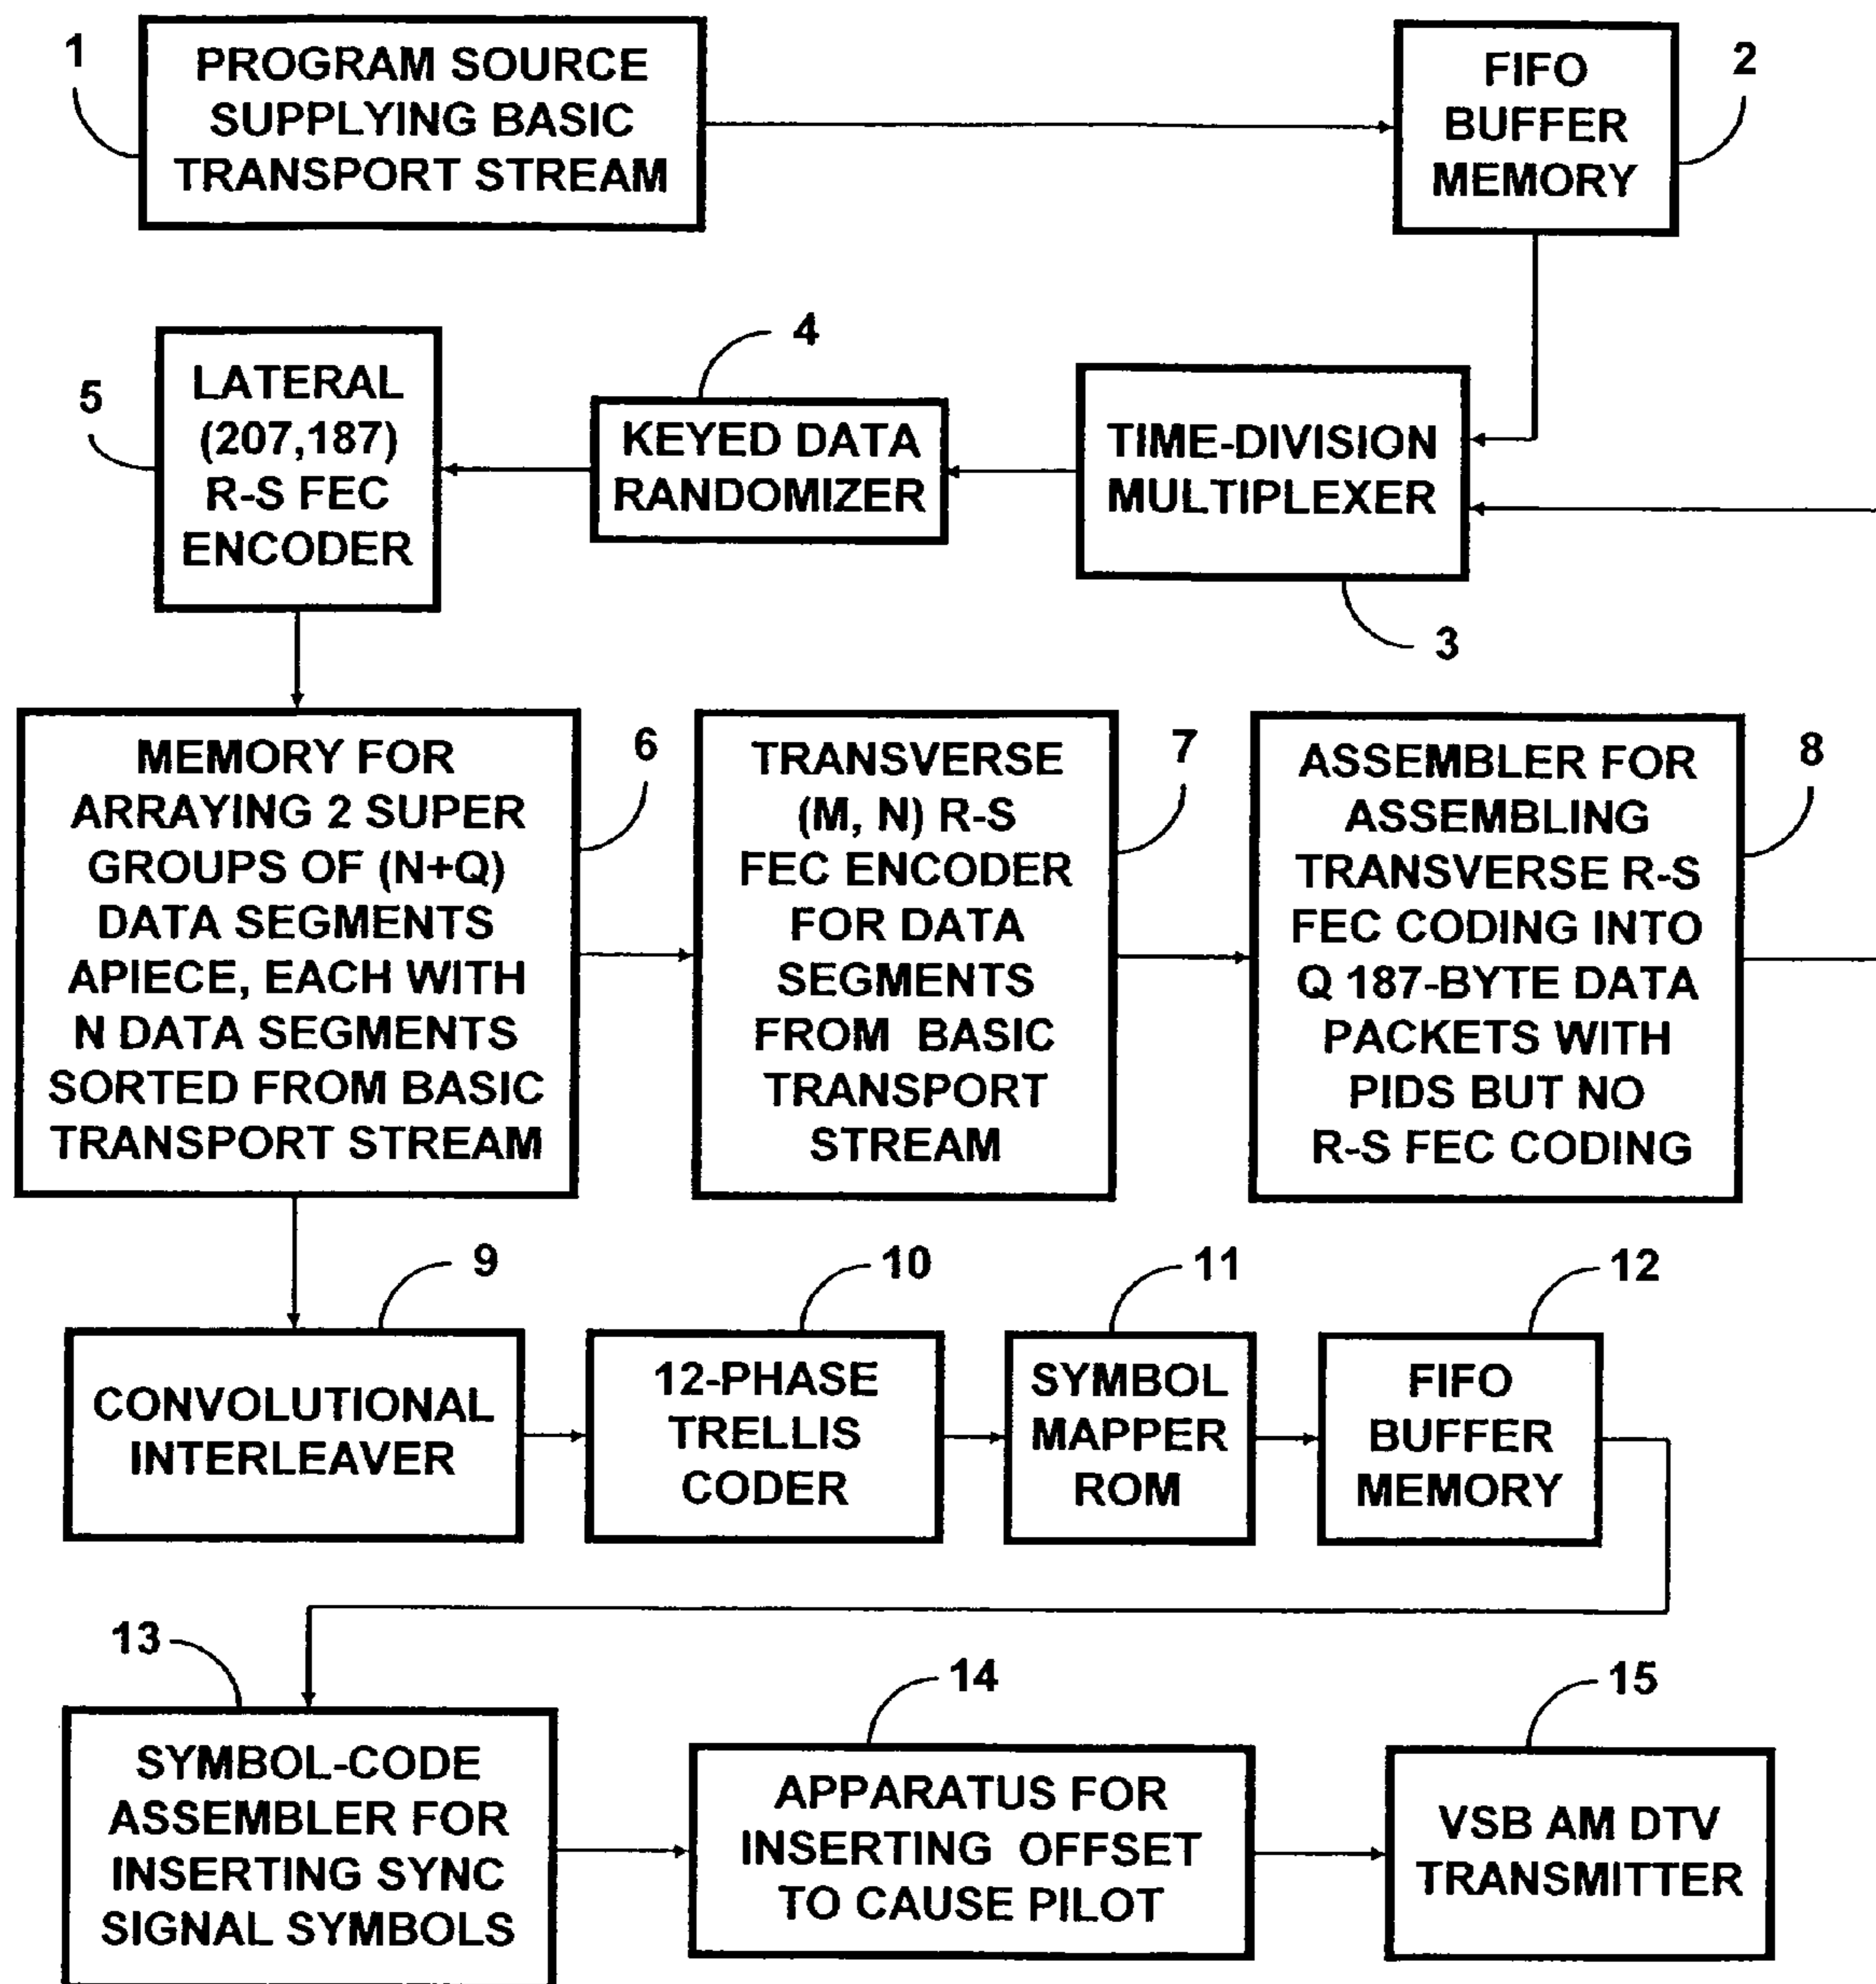 1
PROGRAM SOURCE
SUPPLYING BASIC
TRANSPORT STREAM
FIFO
BUFFER
MEMORY
2
5
LATERAL
(207,187)
R-S FEC
ENCODER
4
KEYED DATA
RANDOMIZER
TIME-DIVISION
MULTIPLEXER
3
MEMORY FOR
ARRAYING 2 SUPER
GROUPS OF (N+Q)
DATA SEGMENTS
APIECE, EACH WITH
N DATA SEGMENTS
SORTED FROM BASIC
TRANSPORT STREAM
6
TRANSVERSE
(M, N) R-S
FEC ENCODER
FOR DATA
SEGMENTS
FROM BASIC
TRANSPORT
STREAM
7
ASSEMBLER FOR
ASSEMBLING
TRANSVERSE R-S
FEC CODING INTO
Q 187-BYTE DATA
PACKETS WITH
PIDS BUT NO
R-S FEC CODING
8
9
CONVOLUTIONAL
INTERLEAVER
10
12-PHASE
TRELLIS
CODER
11
SYMBOL
MAPPER
ROM
12
FIFO
BUFFER
MEMORY
13
SYMBOL-CODE
ASSEMBLER FOR
INSERTING SYNC
SIGNAL SYMBOLS
14
APPARATUS FOR
INSERTING OFFSET
TO CAUSE PILOT
15
VSB AM DTV
TRANSMITTER